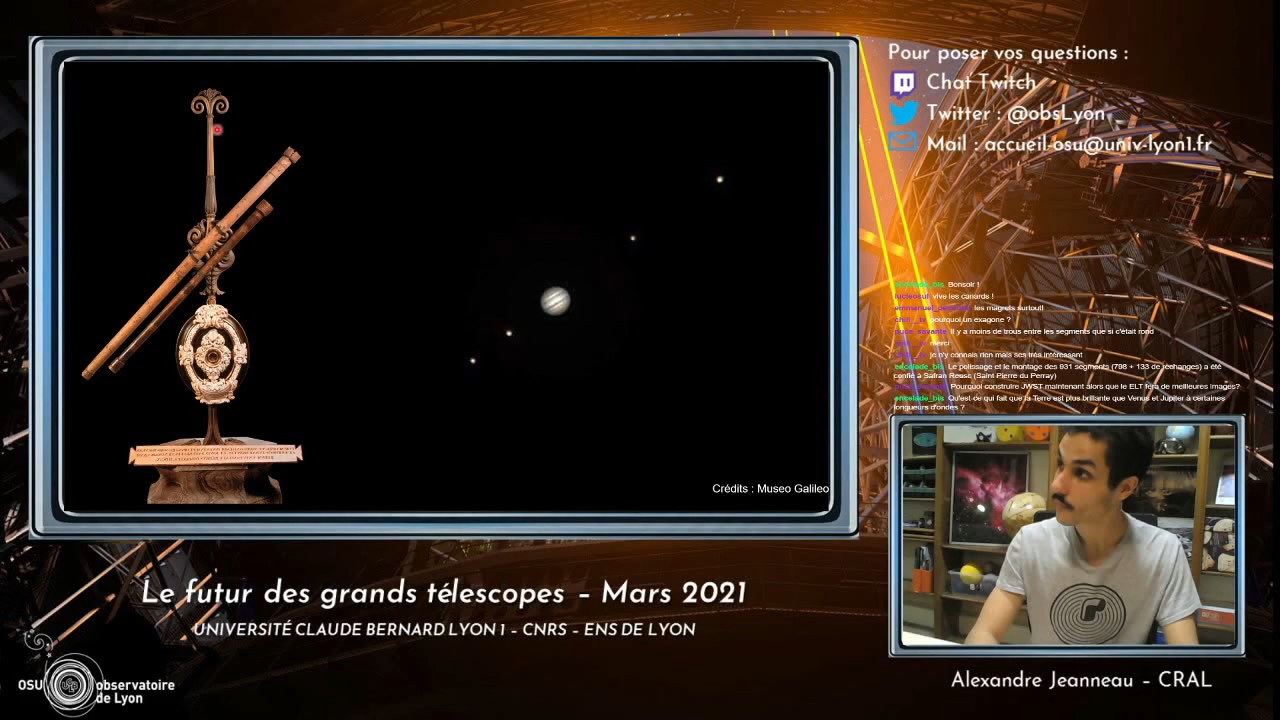 Pour poser vos questions :
Chat Twitch
Twitter : @obsLyon
Mail : accueil-osu@univ-lyon1.fr
Bonsoir !
vive les canards !
les magrets surtout!
pourquoi un exagone ?
Il y a moins de trous entre les segments que si c'était rond
merci
je n'y connais rien mais ses très intéressant
encelade_bis Le polissage et le montage des 931 segments (798 + 133 de rechanges) a été
confié à Safran Reosc (Saint Pierre du Perray)
Pourquoi construire JWST maintenant alors que le ELT fera de meilleures images?
encelade_bis Qu'est-ce qui fait que la Terre est plus brillante que Venus et Jupiter à certaines
longueurs d'ondes ?
Crédits : Museo Galileo
Le futur des grands télescopes – Mars 2021
UNIVERSITÉ CLAUDE BERNARD LYON 1 - CNRS - ENS DE LYON
OSU observatoire
de Lyon
Alexandre Jeanneau – CRAL